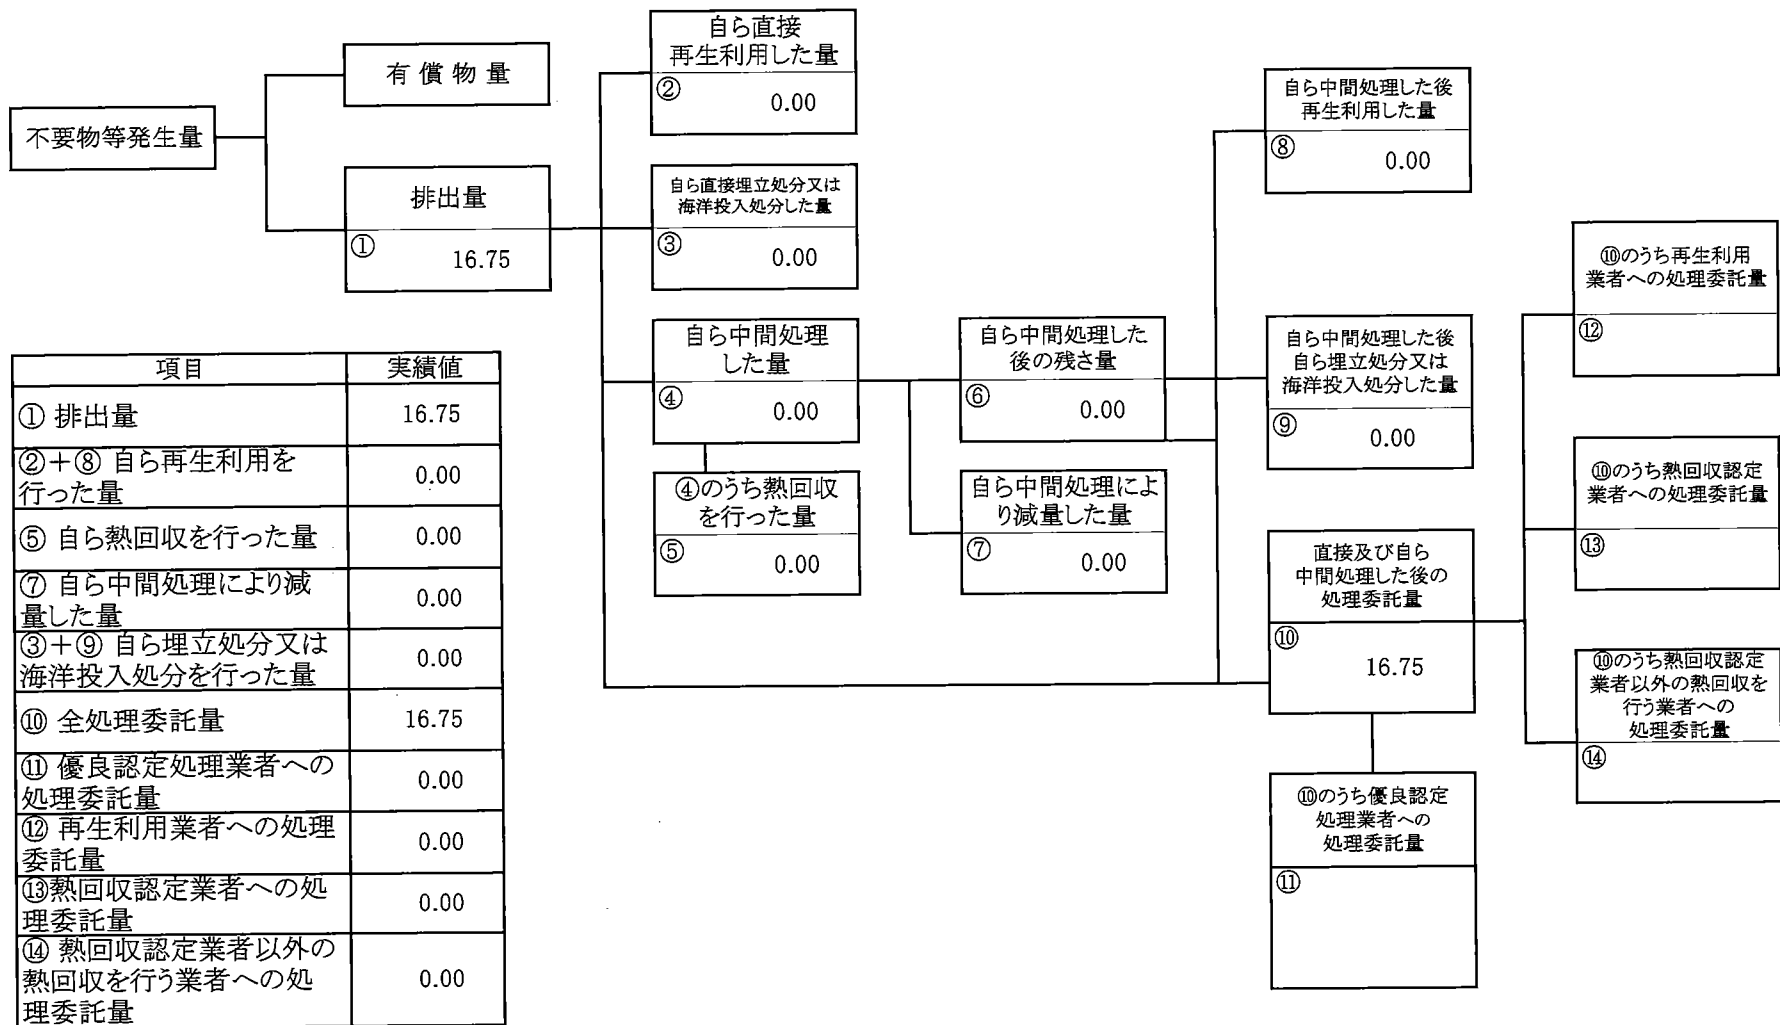 不要物等発生量
有償物量
排出量
①
16.75
自ら直接
再生利用した量
②
0.00
自ら直接埋立処分又は
海洋投入処分した量
③
0.00
自ら中間処理
した量
④
0.00
④のうち熱回収
を行った量
⑤
0.00
自ら中間処理した
後の残さ量
⑥
0.00
自ら中間処理によ
り減量した量
⑦
0.00
自ら中間処理した後
再生利用した量
⑧
0.00
自ら中間処理した後
自ら埋立処分又は
海洋投入処分した量
⑨
0.00
直接及び自ら
中間処理した後の
処理委託量
⑩
16.75
⑩のうち優良認定
処理業者への
処理委託量
⑪
⑩のうち再生利用
業者への処理委託量
⑫
⑩のうち熱回収認定
業者への処理委託量
⑬
⑩のうち熱回収認定
業者以外の熱回収を
行う業者への
処理委託量
⑭
項目 実績値
① 排出量 16.75
②+⑧ 自ら再生利用を
行った量 0.00
⑤ 自ら熱回収を行った量 0.00
⑦ 自ら中間処理により減
量した量 0.00
③+⑨ 自ら埋立処分又は
海洋投入処分を行った量 0.00
⑩ 全処理委託量 16.75
⑪ 優良認定処理業者への
処理委託量 0.00
⑫ 再生利用業者への処理
委託量 0.00
⑬熱回収認定業者への処
理委託量 0.00
⑭ 熱回収認定業者以外の
熱回収を行う業者への処
理委託量 0.00